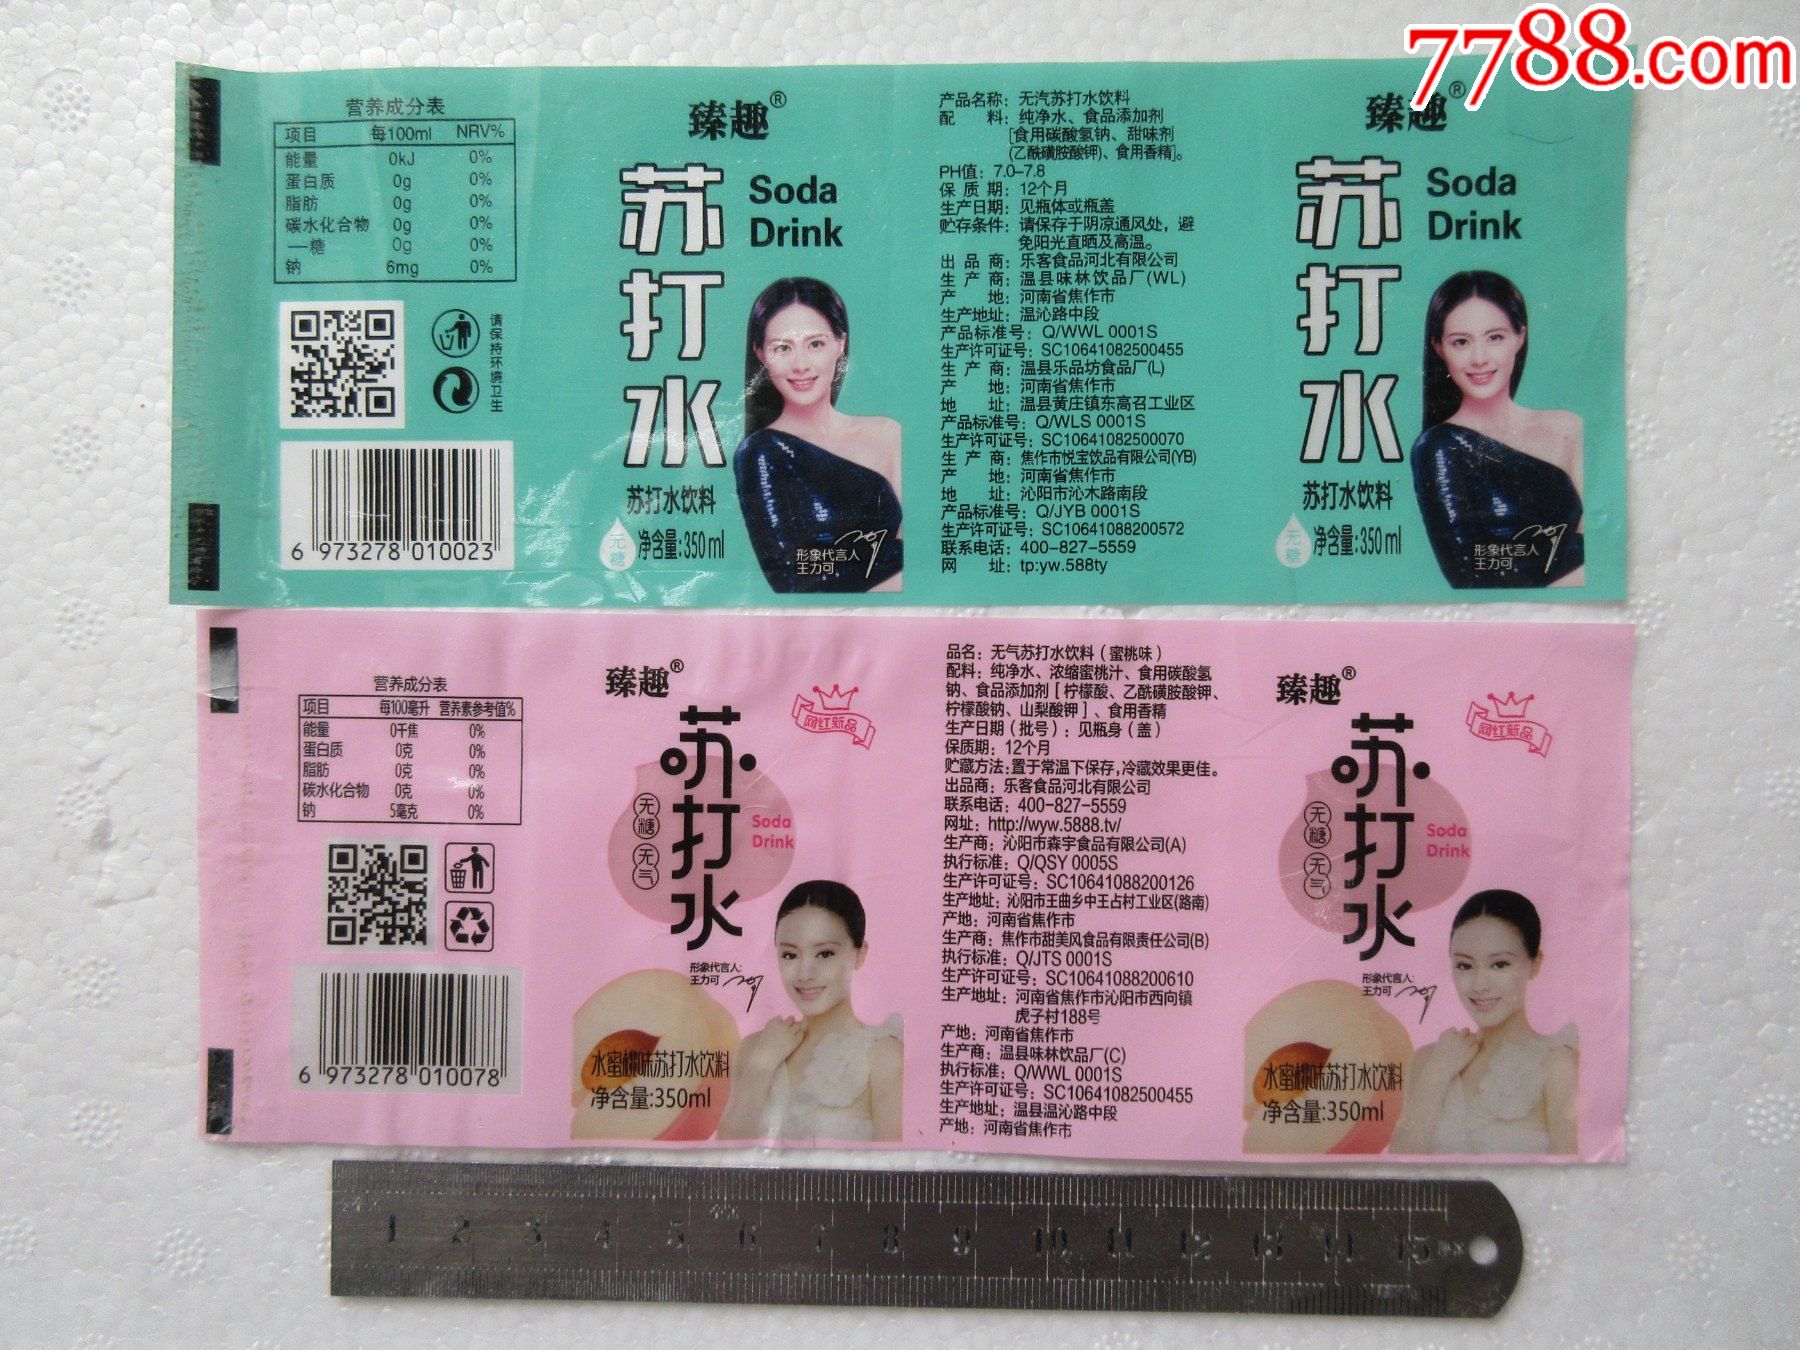 7788.com
营养成分表
项目 每100ml NRV%
能量 0kJ 0%
蛋白质 0g 0%
脂肪 0g 0%
碳水化合物 0g 0%
—糖 0g 0%
钠 6mg 0%
请保持环境卫生
6 973278 010023
臻趣®
苏打水
Soda
Drink
苏打水饮料
无糖
净含量:350ml
形象代言人
王力可
产品名称：无汽苏打水饮料
配 料：纯净水、食品添加剂
[食用碳酸氢钠、甜味剂
(乙酰磺胺酸钾)、食用香精]。
PH值：7.0-7.8
保 质 期：12个月
生产日期：见瓶体或瓶盖
贮存条件：请保存于阴凉通风处，避
免阳光直晒及高温。
出 品 商：乐客食品河北有限公司
生 产 商：温县味林饮品厂(WL)
产 地：河南省焦作市
生产地址：温沁路中段
产品标准号：Q/WWL 0001S
生产许可证号：SC10641082500455
生 产 商：温县乐品坊食品厂(L)
产 地：河南省焦作市
地 址：温县黄庄镇东高召工业区
产品标准号：Q/WLS 0001S
生产许可证号：SC10641082500070
生 产 商：焦作市悦宝饮品有限公司(YB)
产 地：河南省焦作市
地 址：沁阳市沁木路南段
产品标准号：Q/JYB 0001S
生产许可证号：SC10641088200572
联系电话：400-827-5559
网 址：tp:yw.588ty
臻趣®
苏打水
Soda
Drink
苏打水饮料
无糖
净含量:350ml
形象代言人
王力可
营养成分表
项目 每100毫升 营养素参考值%
能量 0千焦 0%
蛋白质 0克 0%
脂肪 0克 0%
碳水化合物 0克 0%
钠 5毫克 0%
6 973278 010078
臻趣®
网红新品
苏打水
无糖 无气
Soda
Drink
形象代言人:
王力可
水蜜桃味苏打水饮料
净含量:350ml
品名：无气苏打水饮料（蜜桃味）
配料：纯净水、浓缩蜜桃汁、食用碳酸氢
钠、食品添加剂［柠檬酸、乙酰磺胺酸钾、
柠檬酸钠、山梨酸钾］、食用香精
生产日期（批号）：见瓶身（盖）
保质期：12个月
贮藏方法:置于常温下保存,冷藏效果更佳。
出品商：乐客食品河北有限公司
联系电话：400-827-5559
网址：http://wyw.5888.tv/
生产商：沁阳市森宇食品有限公司(A)
执行标准：Q/QSY 0005S
生产许可证号：SC10641088200126
生产地址：沁阳市王曲乡中王占村工业区(路南)
产地：河南省焦作市
生产商：焦作市甜美风食品有限责任公司(B)
执行标准：Q/JTS 0001S
生产许可证号：SC10641088200610
生产地址：河南省焦作市沁阳市西向镇
虎子村188号
产地：河南省焦作市
生产商：温县味林饮品厂(C)
执行标准：Q/WWL 0001S
生产许可证号：SC10641082500455
生产地址：温县温沁路中段
产地：河南省焦作市
臻趣®
网红新品
苏打水
无糖 无气
Soda
Drink
形象代言人:
王力可
水蜜桃味苏打水饮料
净含量:350ml
1 2 3 4 5 6 7 8 9 10 11 12 13 14 15 厘米